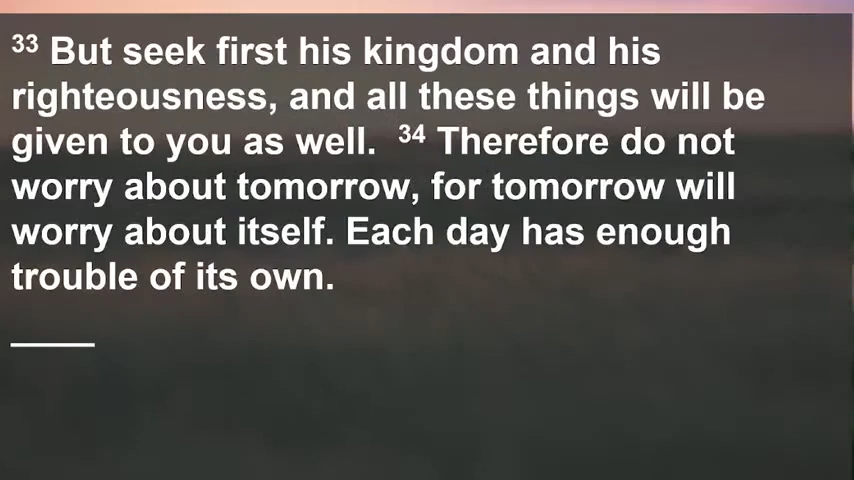 33 But seek first his kingdom and his
righteousness, and all these things will be
given to you as well. 34 Therefore do not
worry about tomorrow, for tomorrow will
worry about itself. Each day has enough
trouble of its own.